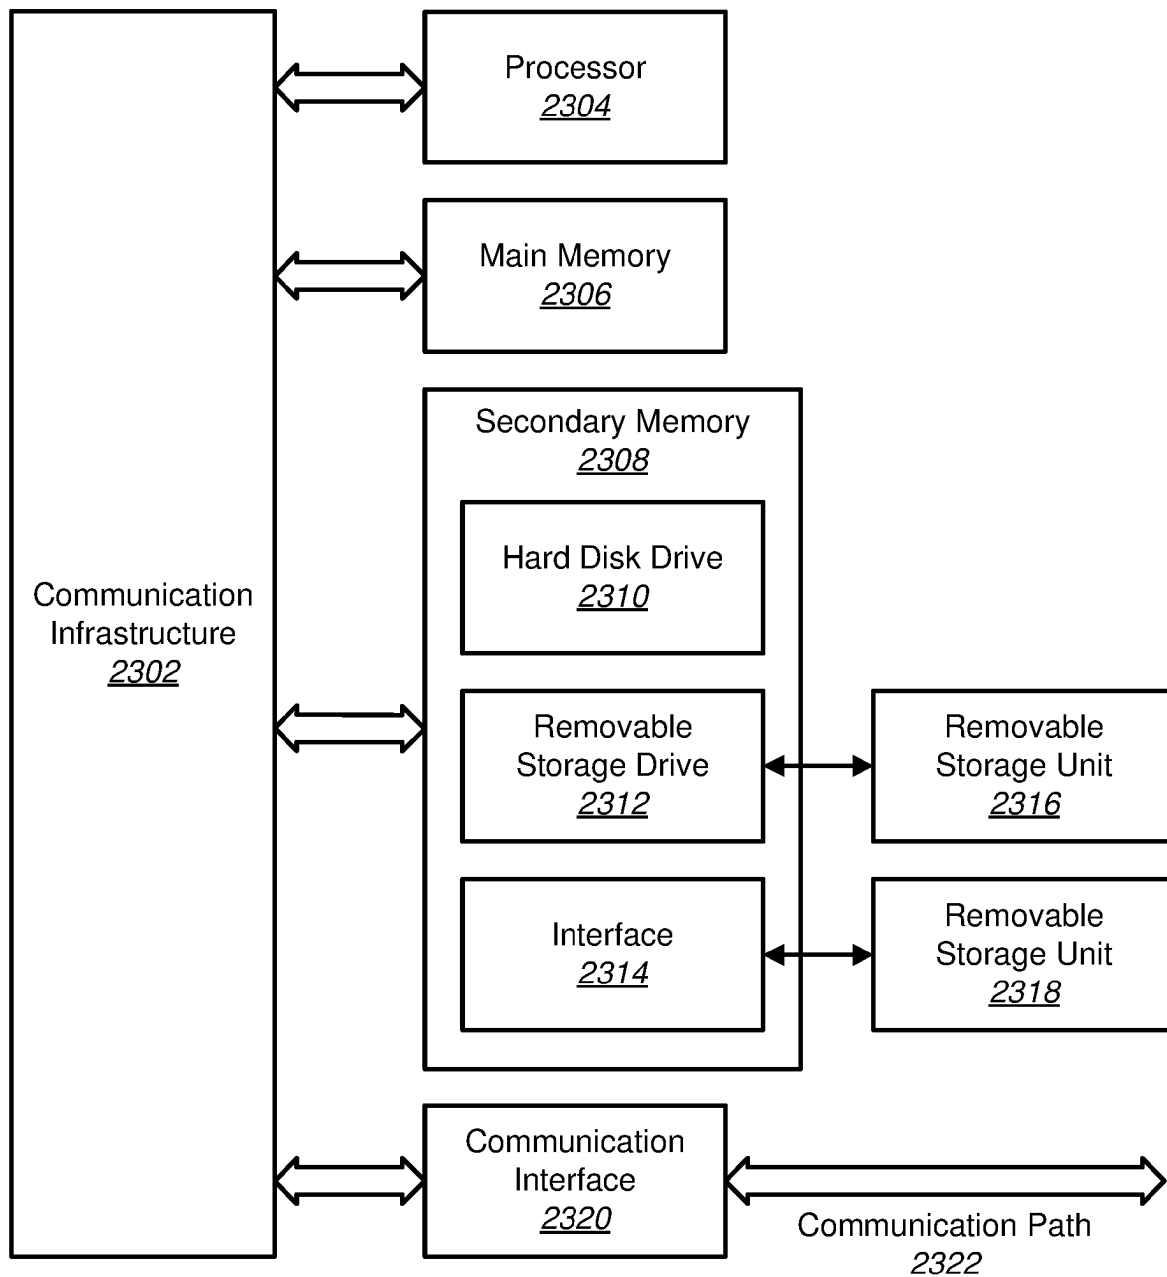 Processor
2304
Main Memory
2306
Secondary Memory
2308
Hard Disk Drive
2310
Communication
Infrastructure
2302
Removable
Storage Drive
2312
Removable
Storage Unit
2316
Interface
2314
Removable
Storage Unit
2318
Communication
Interface
2320
Communication Path
2322